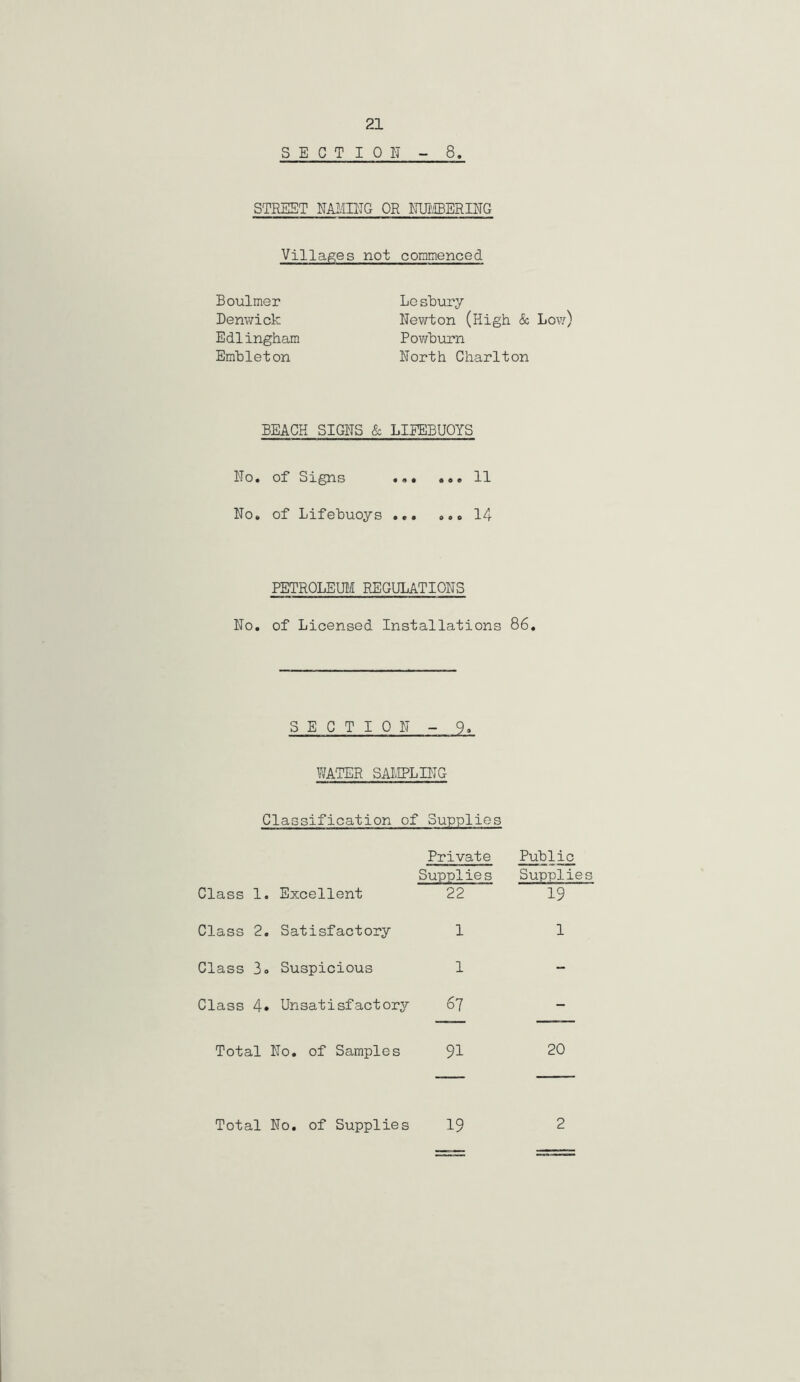 21
SECTION - 8.
STREET NAMING OR NUMBERING
Villages not commenced
Boulmer Lesbury
Denwick Newton (High & Low)
Edlingham Powburn
Embleton North Charlton
BEACH SIGNS & LIFEBUOYS
No. of Signs ... ... 11
No. of Lifebuoys ... ... 14
PETROLEUM REGULATIONS
No. of Licensed Installations 86.
SECTION - 9.
WATER SAMPLING
Classification of Supplies
Private Public
Supplies Supplies
Class 1. Excellent 22 19
Class 2. Satisfactory 1 1
Class 3. Suspicious 1 -
Class 4. Unsatisfactory 67 -
Total No. of Samples 91 20
Total No. of Supplies 19 2